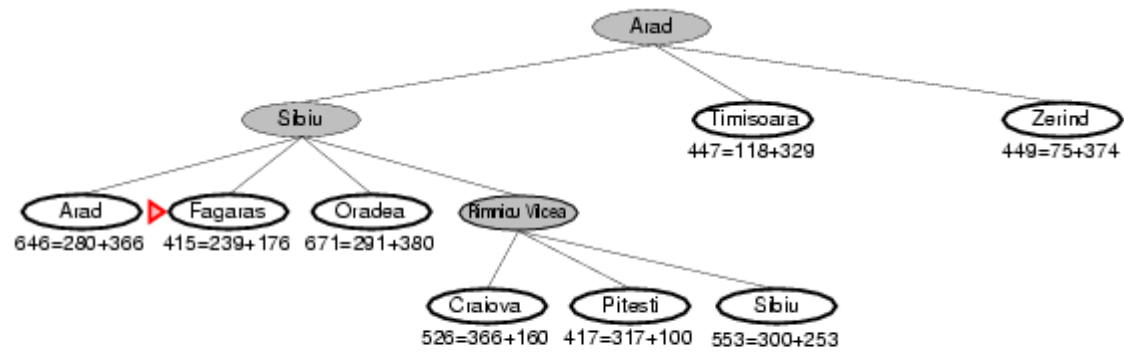 Arad
Sibiu
Timisoara
Zerind
447=118+329
449=75+374
Arad
Fagaras
Oradea
Rimnicu Vilcea
646=280+366
415=239+176
671=291+380
Craiova
Pitesti
Sibiu
526=366+160
417=317+100
553=300+253